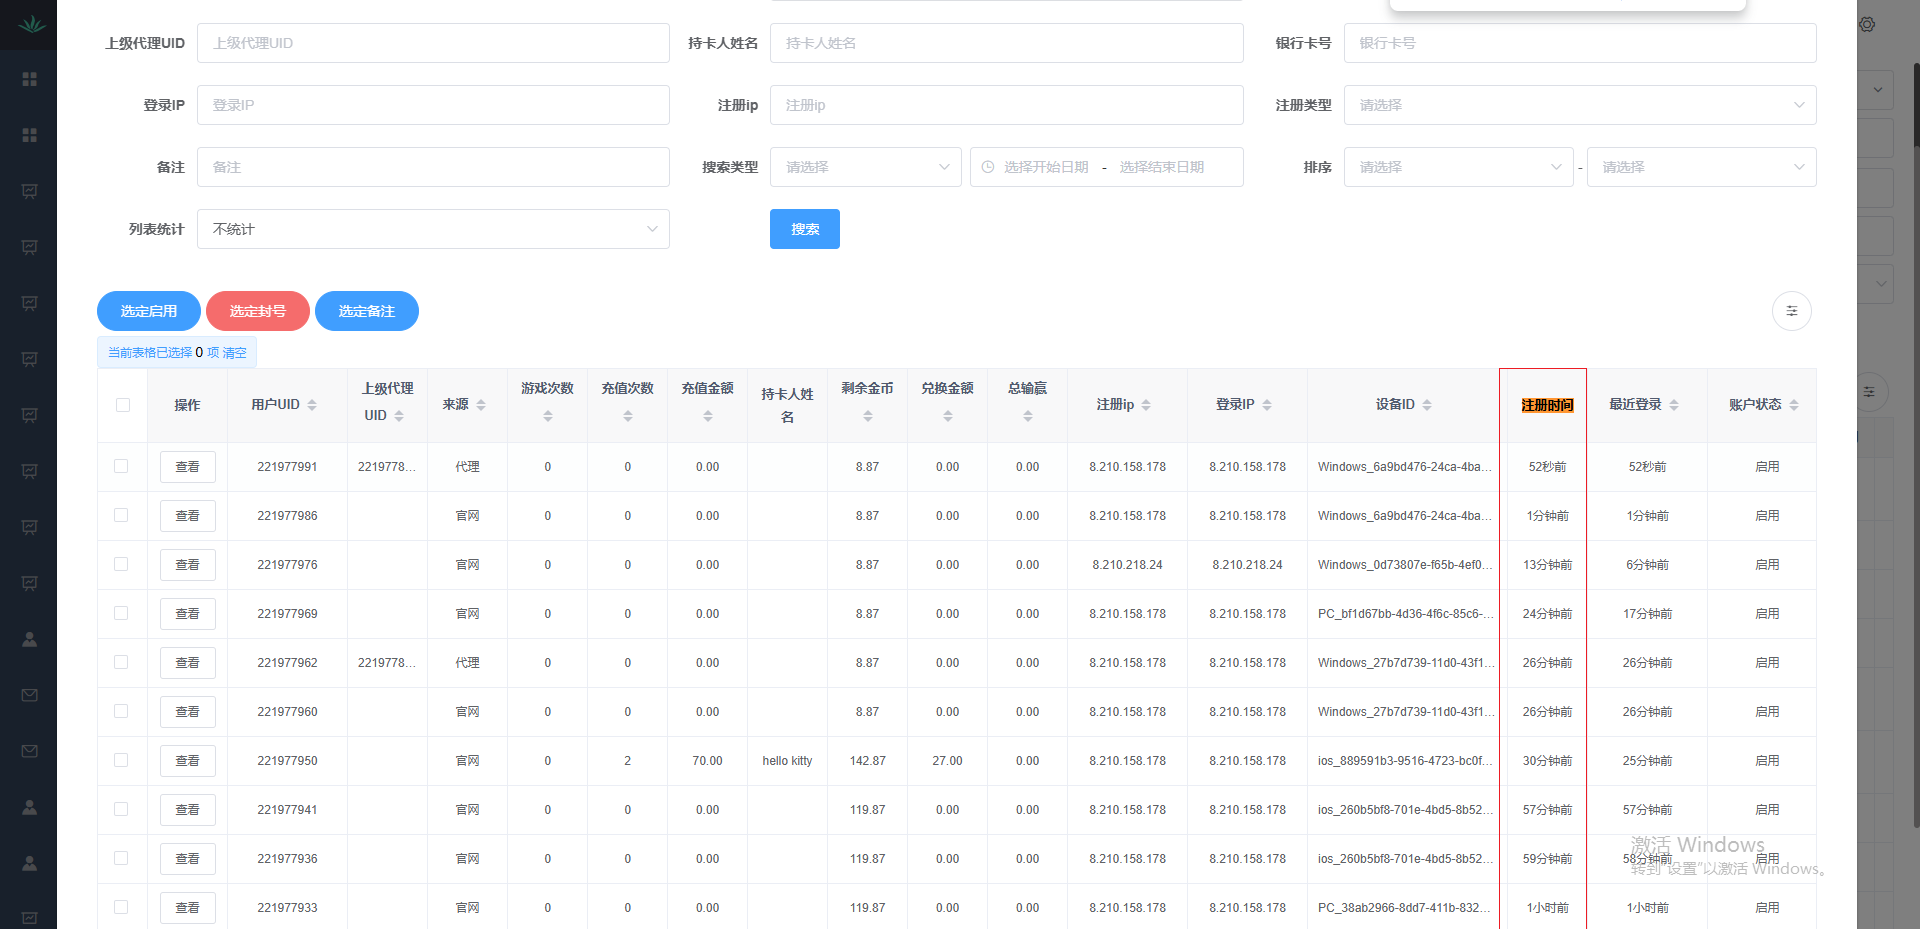 上级代理UID 上级代理UID 持卡人姓名 持卡人姓名 银行卡号 银行卡号
登录IP 登录IP 注册ip 注册ip 注册类型 请选择
备注 备注 搜索类型 请选择 选择开始日期 - 选择结束日期 排序 请选择 - 请选择
列表统计 不统计 搜索
选定启用 选定封号 选定备注
当前表格已选择 0 项 清空
操作 用户UID 上级代理UID 来源 游戏次数 充值次数 充值金额 持卡人姓名 剩余金币 兑换金额 总输赢 注册ip 登录IP 设备ID 注册时间 最近登录 账户状态
查看 221977991 2219778... 代理 0 0 0.00 8.87 0.00 0.00 8.210.158.178 8.210.158.178 Windows_6a9bd476-24ca-4ba... 52秒前 52秒前 启用
查看 221977986 官网 0 0 0.00 8.87 0.00 0.00 8.210.158.178 8.210.158.178 Windows_6a9bd476-24ca-4ba... 1分钟前 1分钟前 启用
查看 221977976 官网 0 0 0.00 8.87 0.00 0.00 8.210.218.24 8.210.218.24 Windows_0d73807e-f65b-4ef0... 13分钟前 6分钟前 启用
查看 221977969 官网 0 0 0.00 8.87 0.00 0.00 8.210.158.178 8.210.158.178 PC_bf1d67bb-4d36-4f6c-85c6-... 24分钟前 17分钟前 启用
查看 221977962 2219778... 代理 0 0 0.00 8.87 0.00 0.00 8.210.158.178 8.210.158.178 Windows_27b7d739-11d0-43f1... 26分钟前 26分钟前 启用
查看 221977960 官网 0 0 0.00 8.87 0.00 0.00 8.210.158.178 8.210.158.178 Windows_27b7d739-11d0-43f1... 26分钟前 26分钟前 启用
查看 221977950 官网 0 2 70.00 hello kitty 142.87 27.00 0.00 8.210.158.178 8.210.158.178 ios_889591b3-9516-4723-bc0f... 30分钟前 25分钟前 启用
查看 221977941 官网 0 0 0.00 119.87 0.00 0.00 8.210.158.178 8.210.158.178 ios_260b5bf8-701e-4bd5-8b52... 57分钟前 57分钟前 启用
查看 221977936 官网 0 0 0.00 119.87 0.00 0.00 8.210.158.178 8.210.158.178 ios_260b5bf8-701e-4bd5-8b52... 59分钟前 58分钟前 启用
查看 221977933 官网 0 0 0.00 119.87 0.00 0.00 8.210.158.178 8.210.158.178 PC_38ab2966-8dd7-411b-832... 1小时前 1小时前 启用
激活 Windows
转到"设置"以激活 Windows。